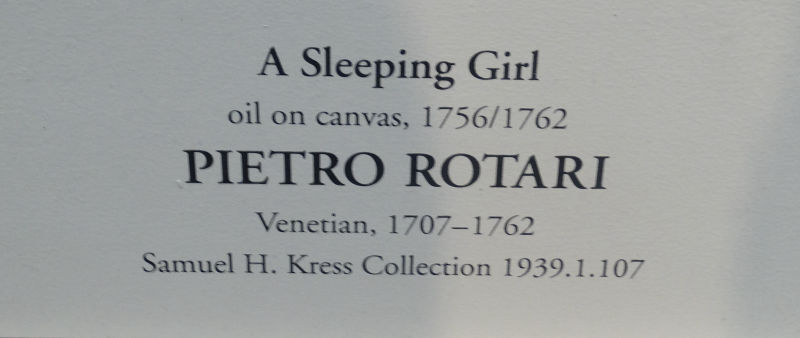 A Sleeping Girl
oil on canvas, 1756/1762
PIETRO ROTARI
Venetian, 1707–1762
Samuel H. Kress Collection 1939.1.107